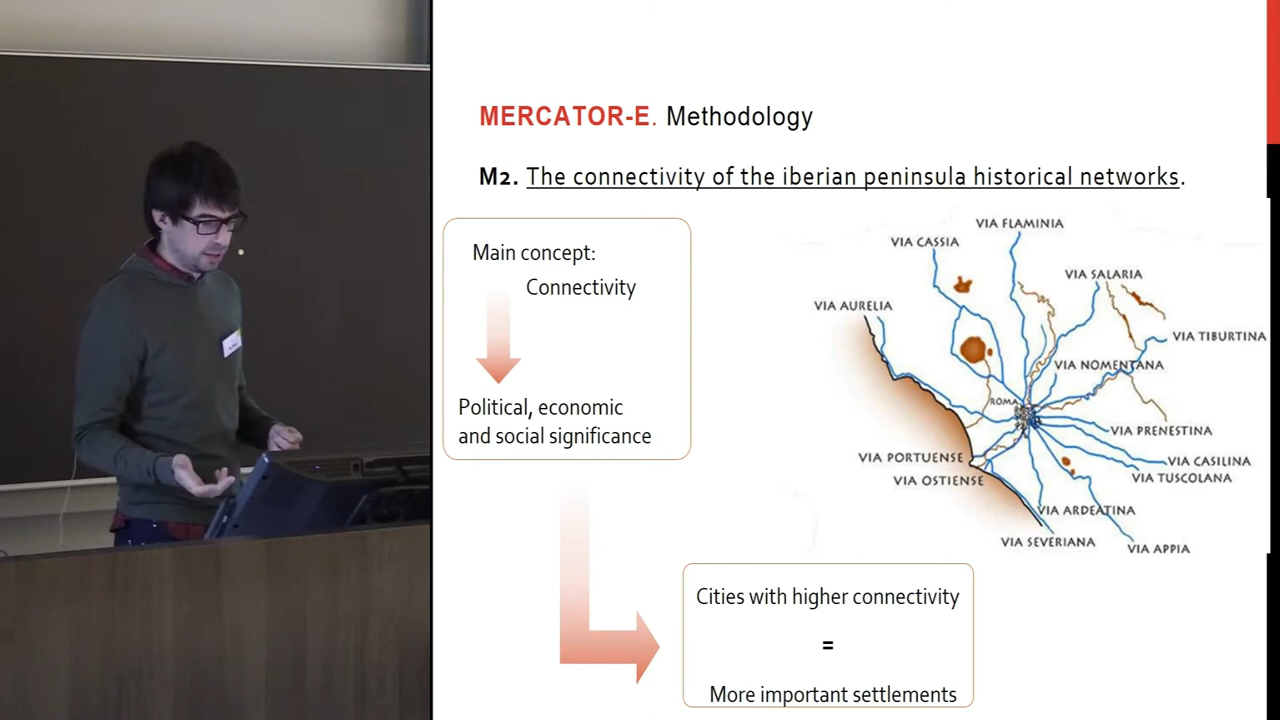 MERCATOR-E. Methodology
M2. The connectivity of the iberian peninsula historical networks.
Main concept:
Connectivity
Political, economic
and social significance
VIA FLAMINIA
VIA CASSIA
VIA SALARIA
VIA AURELIA
VIA TIBURTINA
VIA NOMENTANA
ROMA
VIA PRENESTINA
VIA PORTUENSE
VIA CASILINA
VIA OSTIENSE
VIA TUSCOLANA
VIA ARDEATINA
VIA SEVERIANA
VIA APPIA
Cities with higher connectivity
=
More important settlements